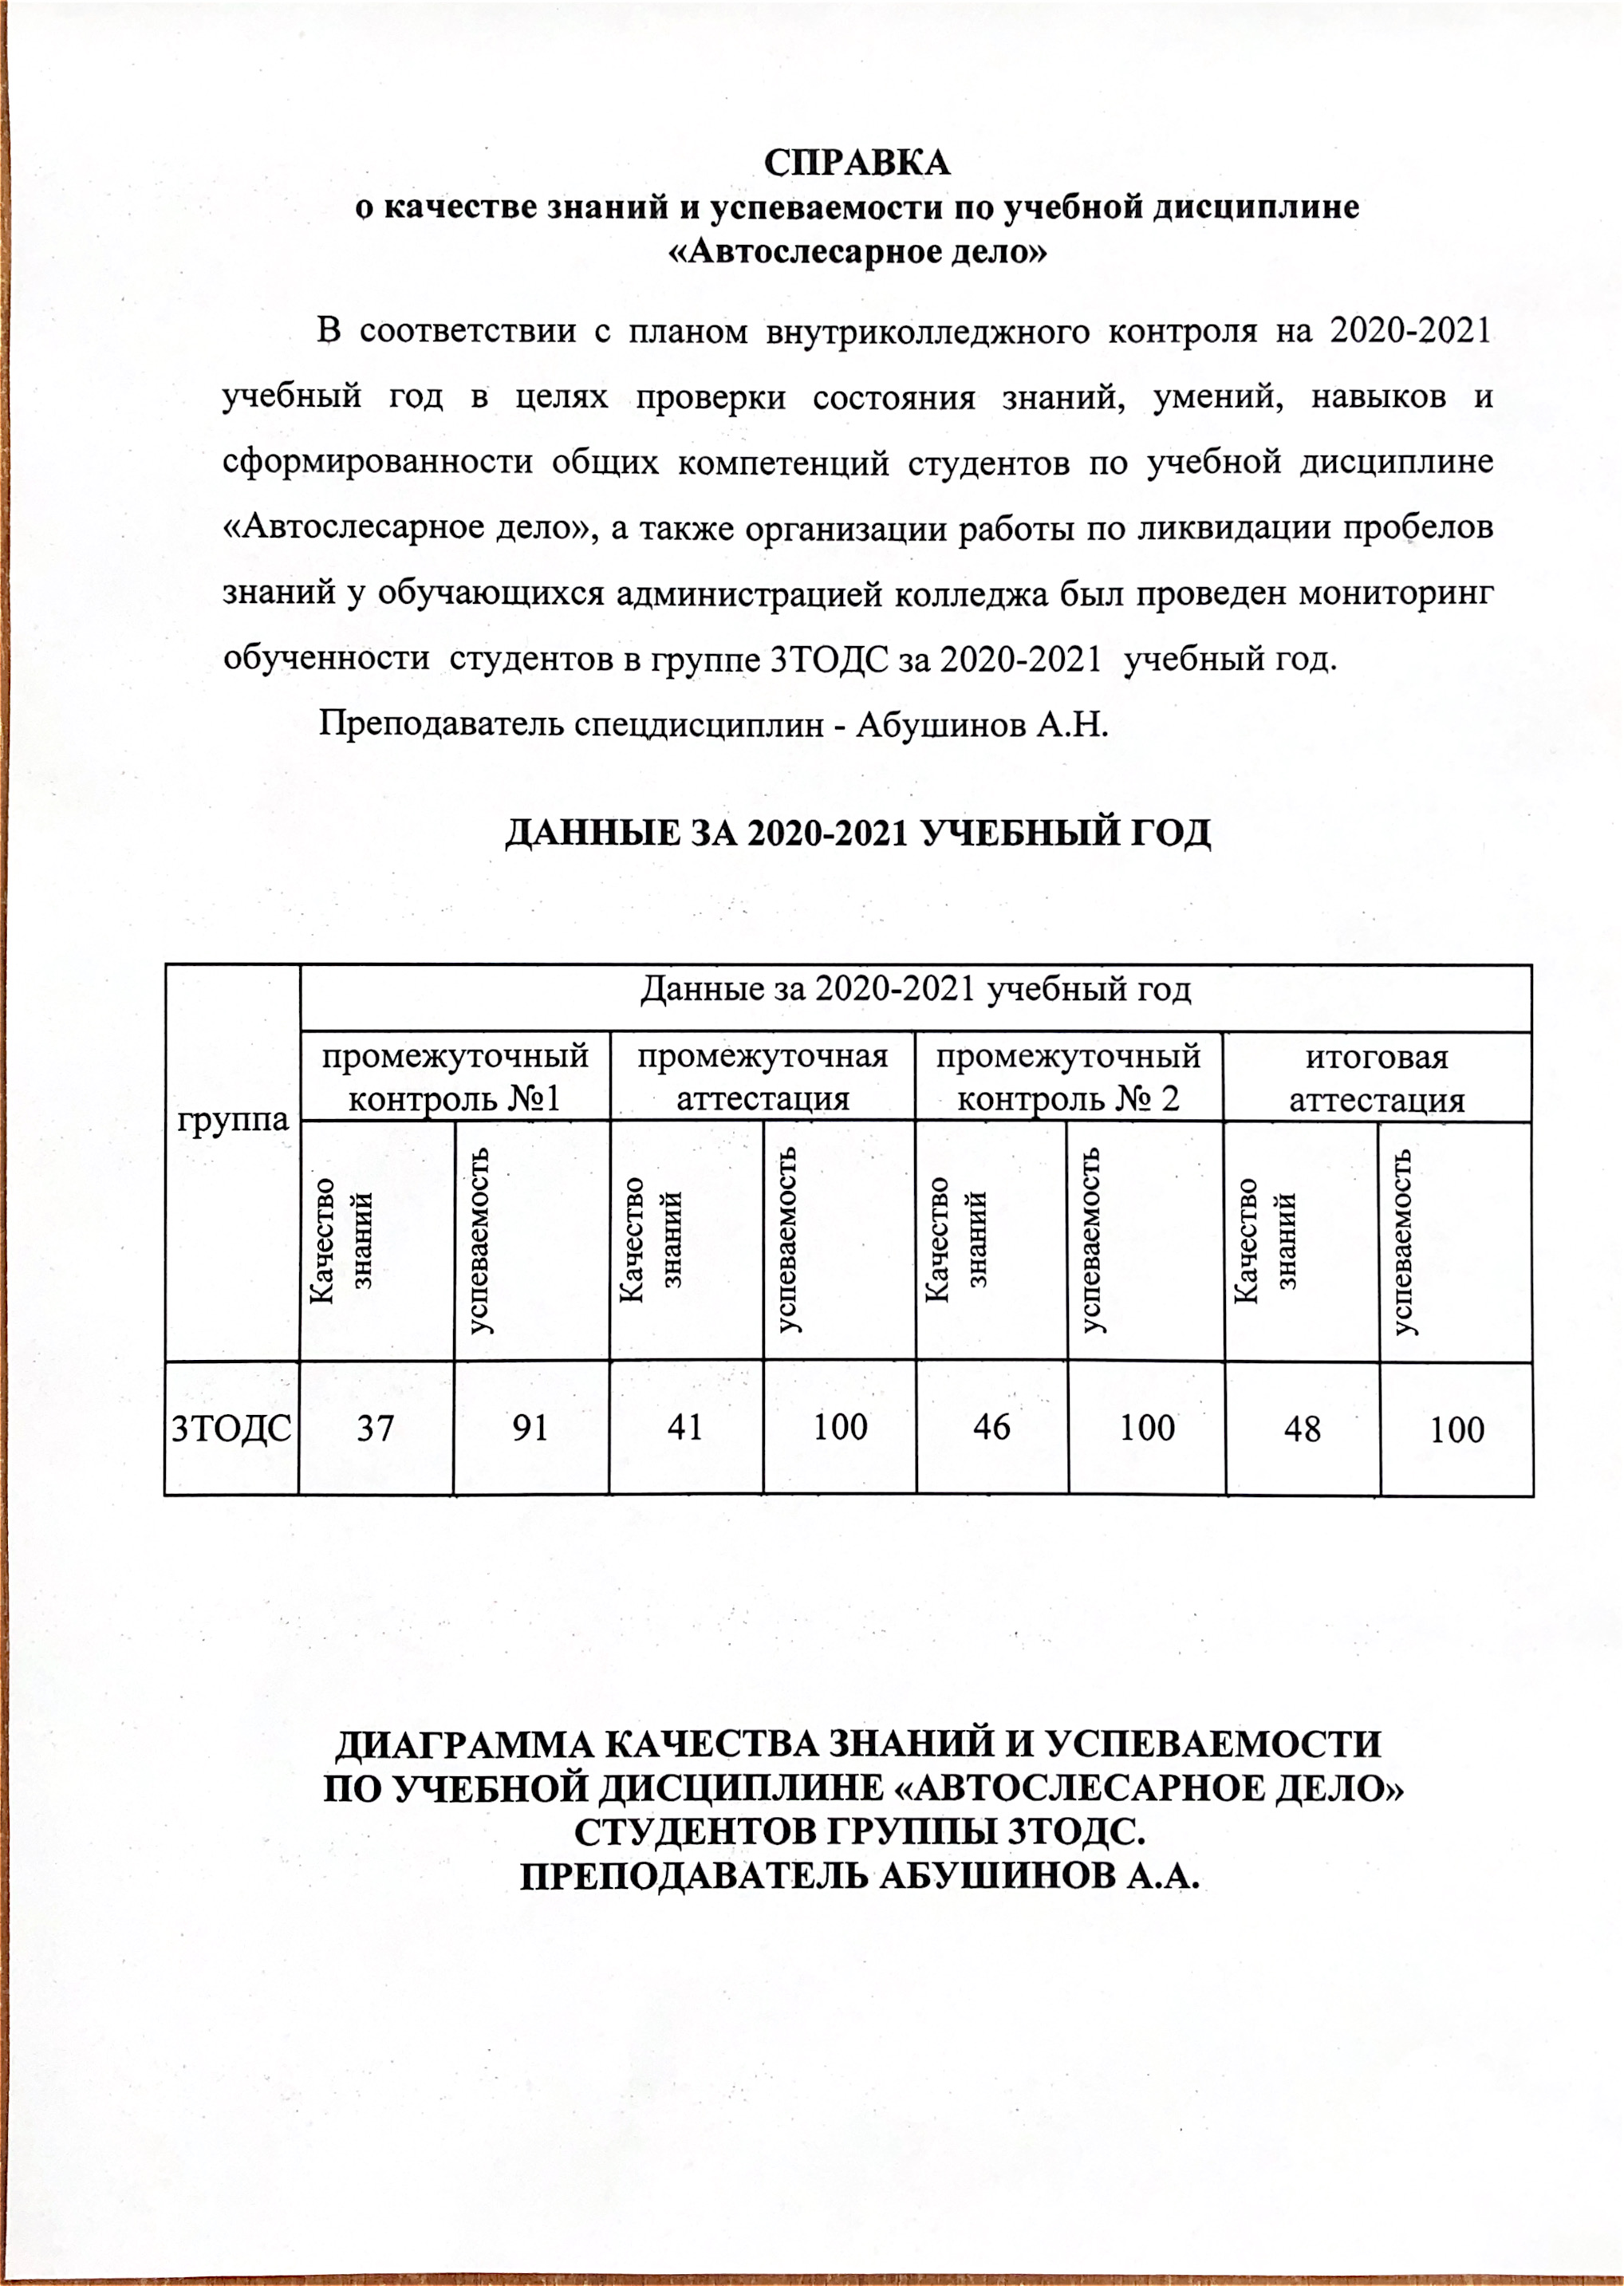 СПРАВКА
о качестве знаний и успеваемости по учебной дисциплине
«Автослесарное дело»
В соответствии с планом внутриколледжного контроля на 2020-2021
учебный год в целях проверки состояния знаний, умений, навыков и
сформированности общих компетенций студентов по учебной дисциплине
«Автослесарное дело», а также организации работы по ликвидации пробелов
знаний у обучающихся администрацией колледжа был проведен мониторинг
обученности студентов в группе 3ТОДС за 2020-2021 учебный год.
Преподаватель спецдисциплин - Абушинов А.Н.
ДАННЫЕ ЗА 2020-2021 УЧЕБНЫЙ ГОД
группа
Данные за 2020-2021 учебный год
промежуточный
контроль №1
промежуточная
аттестация
промежуточный
контроль № 2
итоговая
аттестация
Качество
знаний
успеваемость
Качество
знаний
успеваемость
Качество
знаний
успеваемость
Качество
знаний
успеваемость
3ТОДС 37 91 41 100 46 100 48 100
ДИАГРАММА КАЧЕСТВА ЗНАНИЙ И УСПЕВАЕМОСТИ
ПО УЧЕБНОЙ ДИСЦИПЛИНЕ «АВТОСЛЕСАРНОЕ ДЕЛО»
СТУДЕНТОВ ГРУППЫ 3ТОДС.
ПРЕПОДАВАТЕЛЬ АБУШИНОВ А.А.